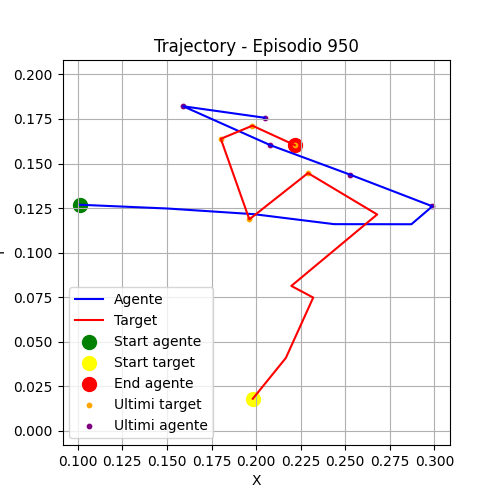 Trajectory - Episodio 950
0.200
0.175
0.150
0.125
0.100
0.075
0.050
0.025
0.000
Agente
Target
Start agente
Start target
End agente
Ultimi target
Ultimi agente
0.100 0.125 0.150 0.175 0.200 0.225 0.250 0.275 0.300
X